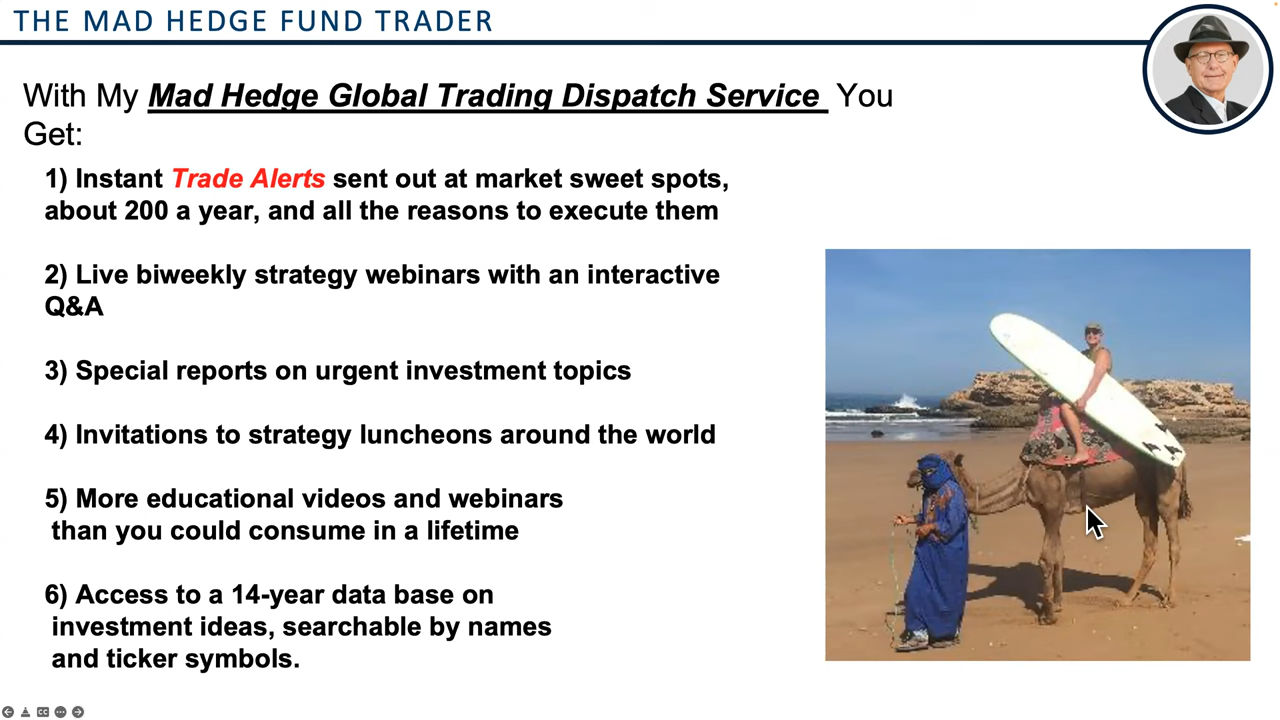 THE MAD HEDGE FUND TRADER
With My Mad Hedge Global Trading Dispatch Service You
Get:
1) Instant Trade Alerts sent out at market sweet spots,
about 200 a year, and all the reasons to execute them
2) Live biweekly strategy webinars with an interactive
Q&A
3) Special reports on urgent investment topics
4) Invitations to strategy luncheons around the world
5) More educational videos and webinars
than you could consume in a lifetime
6) Access to a 14-year data base on
investment ideas, searchable by names
and ticker symbols.
CC